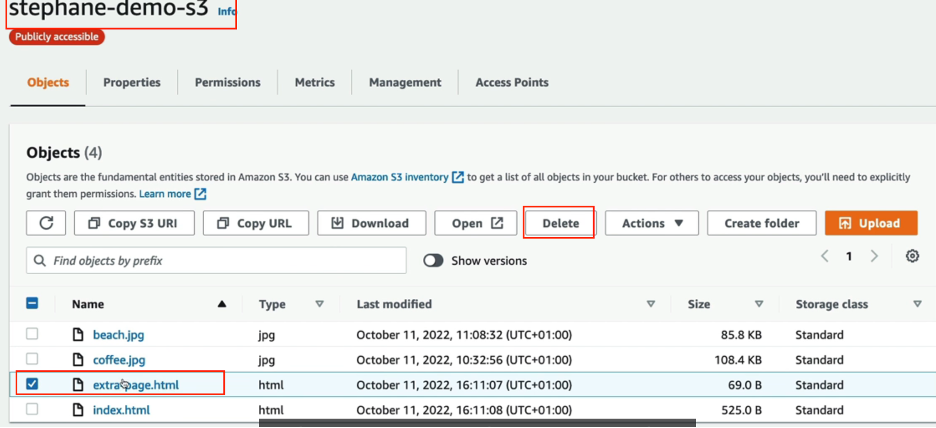 stephane-demo-s3 Info
Publicly accessible
Objects Properties Permissions Metrics Management Access Points
Objects (4)
Objects are the fundamental entities stored in Amazon S3. You can use Amazon S3 inventory to get a list of all objects in your bucket. For others to access your objects, you'll need to explicitly
grant them permissions. Learn more
Copy S3 URI Copy URL Download Open Delete Actions Create folder Upload
Find objects by prefix Show versions 1
Name Type Last modified Size Storage class
beach.jpg jpg October 11, 2022, 11:08:32 (UTC+01:00) 85.8 KB Standard
coffee.jpg jpg October 11, 2022, 10:32:56 (UTC+01:00) 108.4 KB Standard
extra-page.html html October 11, 2022, 16:11:07 (UTC+01:00) 69.0 B Standard
index.html html October 11, 2022, 16:11:08 (UTC+01:00) 525.0 B Standard